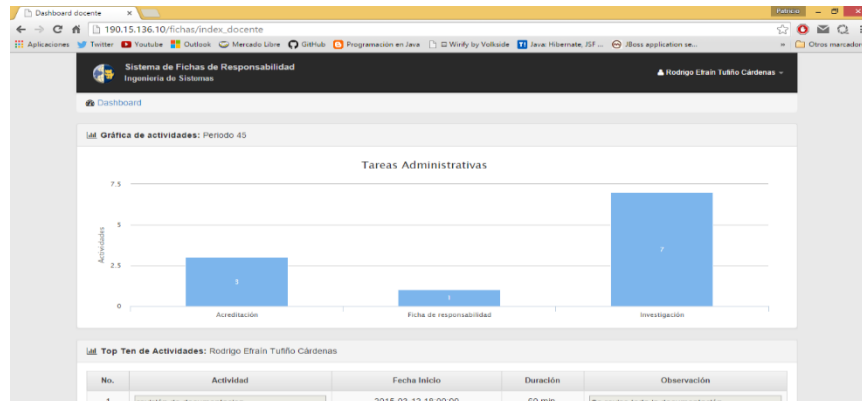 Dashboard docente
Patricio
190.15.136.10/fichas/index_docente
Aplicaciones Twitter Youtube Outlook Mercado Libre GitHub Programación en Java Wirify by Volkside Java: Hibernate, JSF ... JBoss application se... » Otros marcador
Sistema de Fichas de Responsabilidad
Ingeniería de Sistemas
Rodrigo Efraín Tufiño Cárdenas
Dashboard
Gráfica de actividades: Periodo 45
Tareas Administrativas
7.5
5
2.5
0
Actividades
3
1
7
Acreditación Ficha de responsabilidad Investigación
Top Ten de Actividades: Rodrigo Efraín Tufiño Cárdenas
No. Actividad Fecha Inicio Duración Observación
1 2015-03-12 18:00:00 60 min